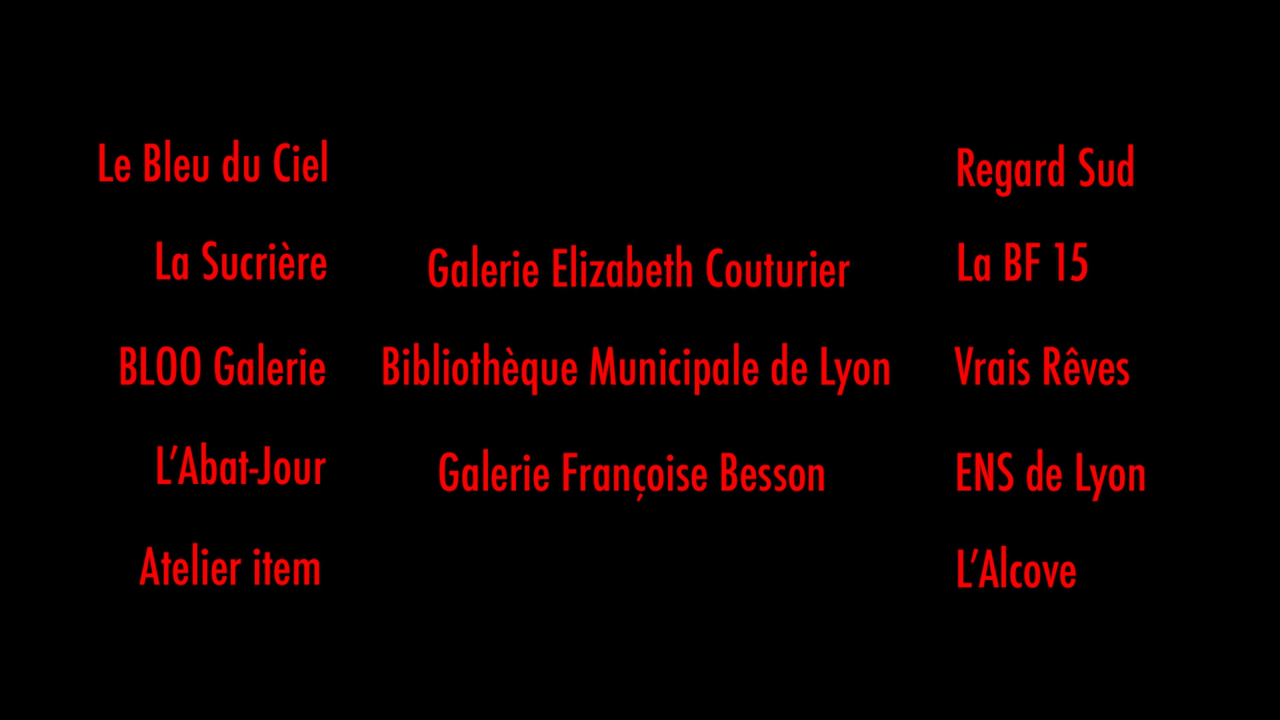 Le Bleu du Ciel
La Sucrière
BLOO Galerie
L’Abat-Jour
Atelier item
Galerie Elizabeth Couturier
Bibliothèque Municipale de Lyon
Galerie Françoise Besson
Regard Sud
La BF 15
Vrais Rêves
ENS de Lyon
L’Alcove